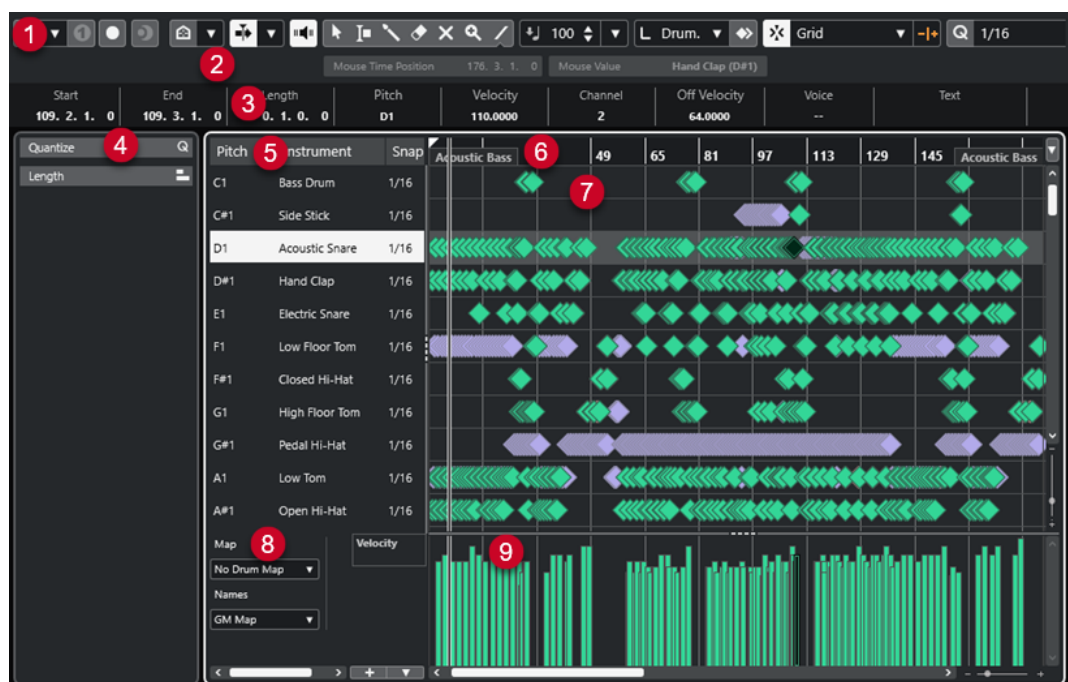 1 1 100 L Drum. Grid Q 1/16
2 Mouse Time Position 176. 3. 1. 0 Mouse Value Hand Clap (D#1)
Start End Length Pitch Velocity Channel Off Velocity Voice Text
3
109. 2. 1. 0 109. 3. 1. 0 0. 1. 0. 0 D1 110.0000 2 64.0000 --
Quantize 4 Q
Length
Pitch 5 Instrument Snap Acoustic Bass 6 49 65 81 97 113 129 145 Acoustic Bass
7
C1 Bass Drum 1/16
C#1 Side Stick 1/16
D1 Acoustic Snare 1/16
D#1 Hand Clap 1/16
E1 Electric Snare 1/16
F1 Low Floor Tom 1/16
F#1 Closed Hi-Hat 1/16
G1 High Floor Tom 1/16
G#1 Pedal Hi-Hat 1/16
A1 Low Tom 1/16
A#1 Open Hi-Hat 1/16
Map 8 Velocity 9
No Drum Map
Names
GM Map